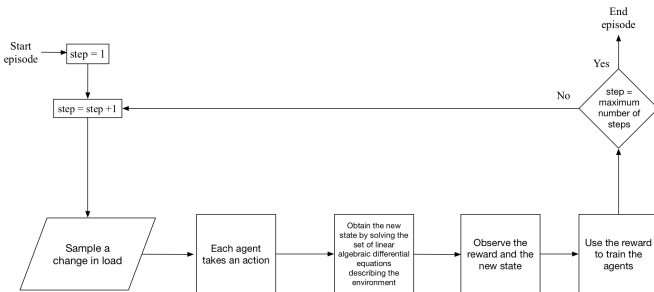 Start
episode
step = 1
step = step +1
End
episode
Yes
No
step =
maximum
number of
steps
Sample a
change in load
Each agent
takes an action
Obtain the new
state by solving the
set of linear
algebraic differential
equations
describing the
environment
Observe the
reward and the
new state
Use the reward
to train the
agents